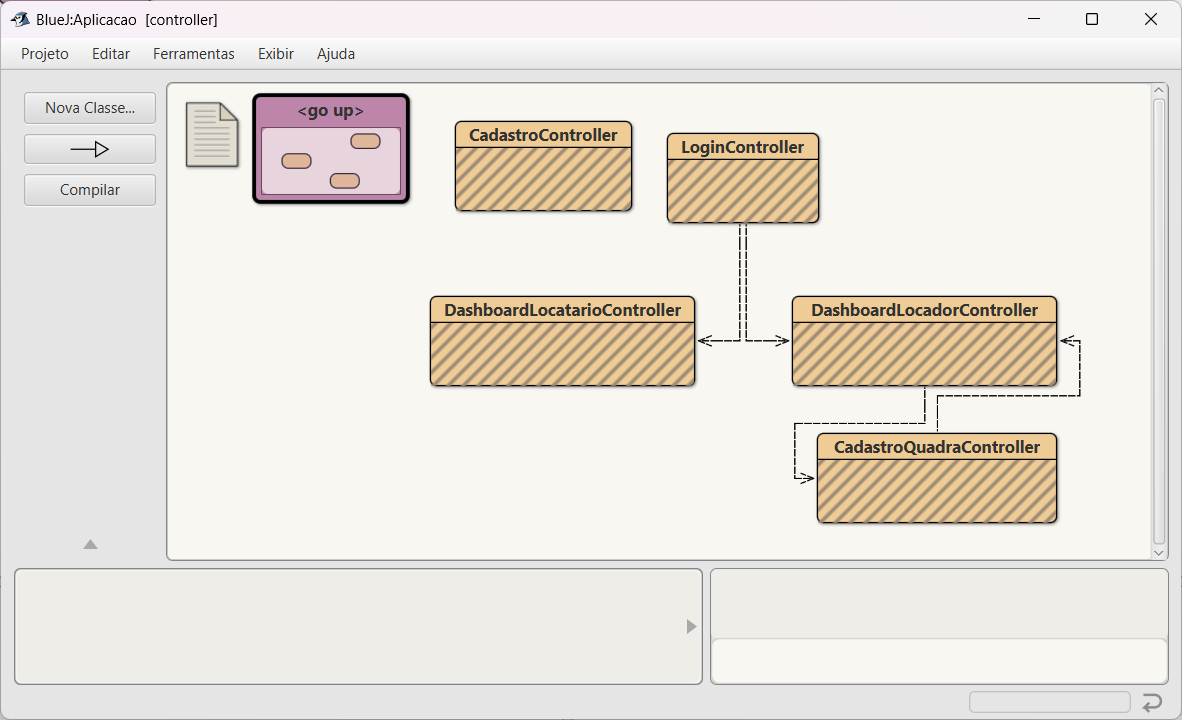 BlueJ:Aplicacao [controller]
Projeto Editar Ferramentas Exibir Ajuda
Nova Classe...
Compilar
<go up>
CadastroController
LoginController
DashboardLocatarioController
DashboardLocadorController
CadastroQuadraController